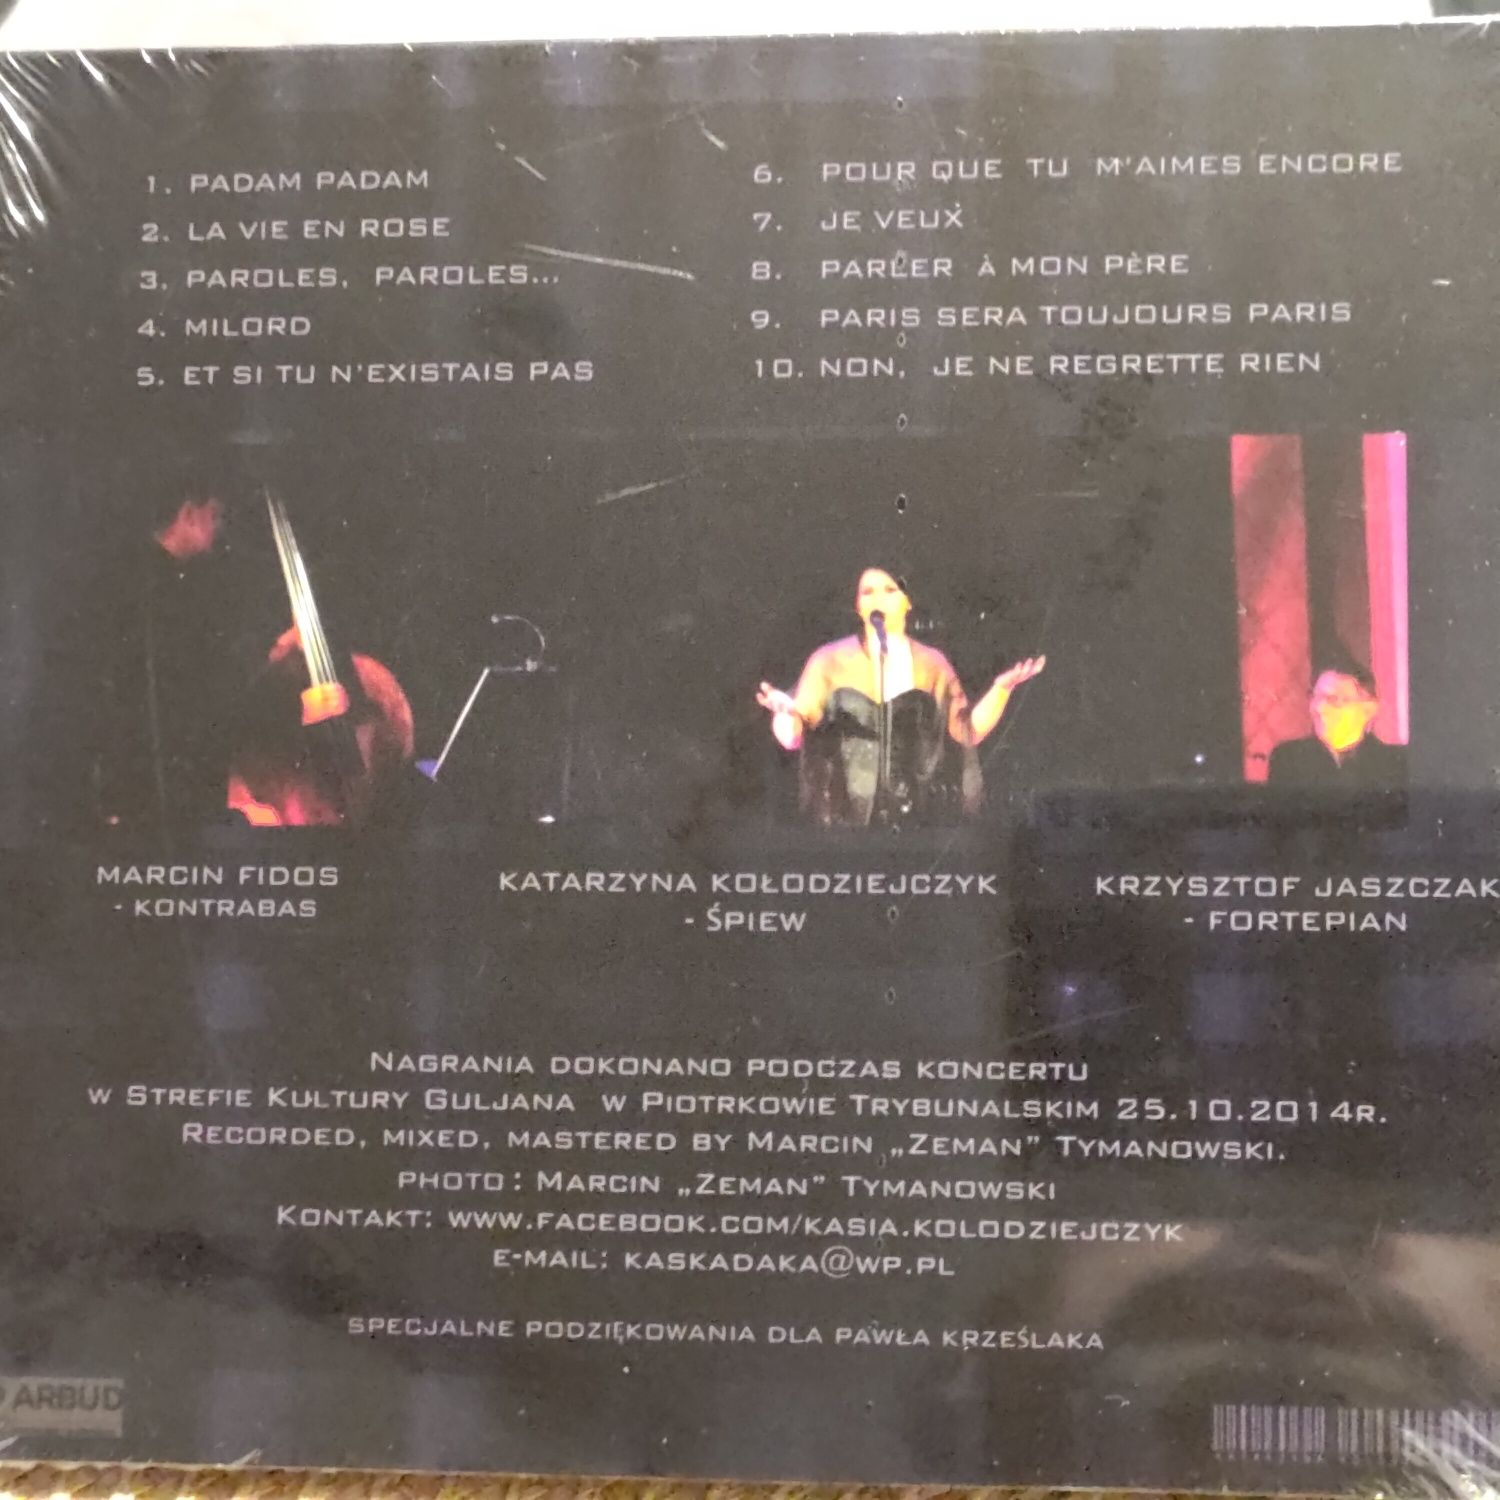 1. PADAM PADAM
2. LA VIE EN ROSE
3. PAROLES, PAROLES...
4. MILORD
5. ET SI TU N'EXISTAIS PAS
6. POUR QUE TU M'AIMES ENCORE
7. JE VEUX
8. PARLER À MON PÈRE
9. PARIS SERA TOUJOURS PARIS
10. NON, JE NE REGRETTE RIEN
MARCIN FIDOS
- KONTRABAS
KATARZYNA KOŁODZIEJCZYK
- ŚPIEW
KRZYSZTOF JASZCZAK
- FORTEPIAN
NAGRANIA DOKONANO PODCZAS KONCERTU
W STREFIE KULTURY GULJANA W PIOTRKOWIE TRYBUNALSKIM 25.10.2014R.
RECORDED, MIXED, MASTERED BY MARCIN „ZEMAN” TYMANOWSKI.
PHOTO: MARCIN „ZEMAN” TYMANOWSKI
KONTAKT: WWW.FACEBOOK.COM/KASIA.KOLODZIEJCZYK
E-MAIL: KASKADAKA@WP.PL
SPECJALNE PODZIĘKOWANIA DLA PAWŁA KRZEŚLAKA
ARBUD